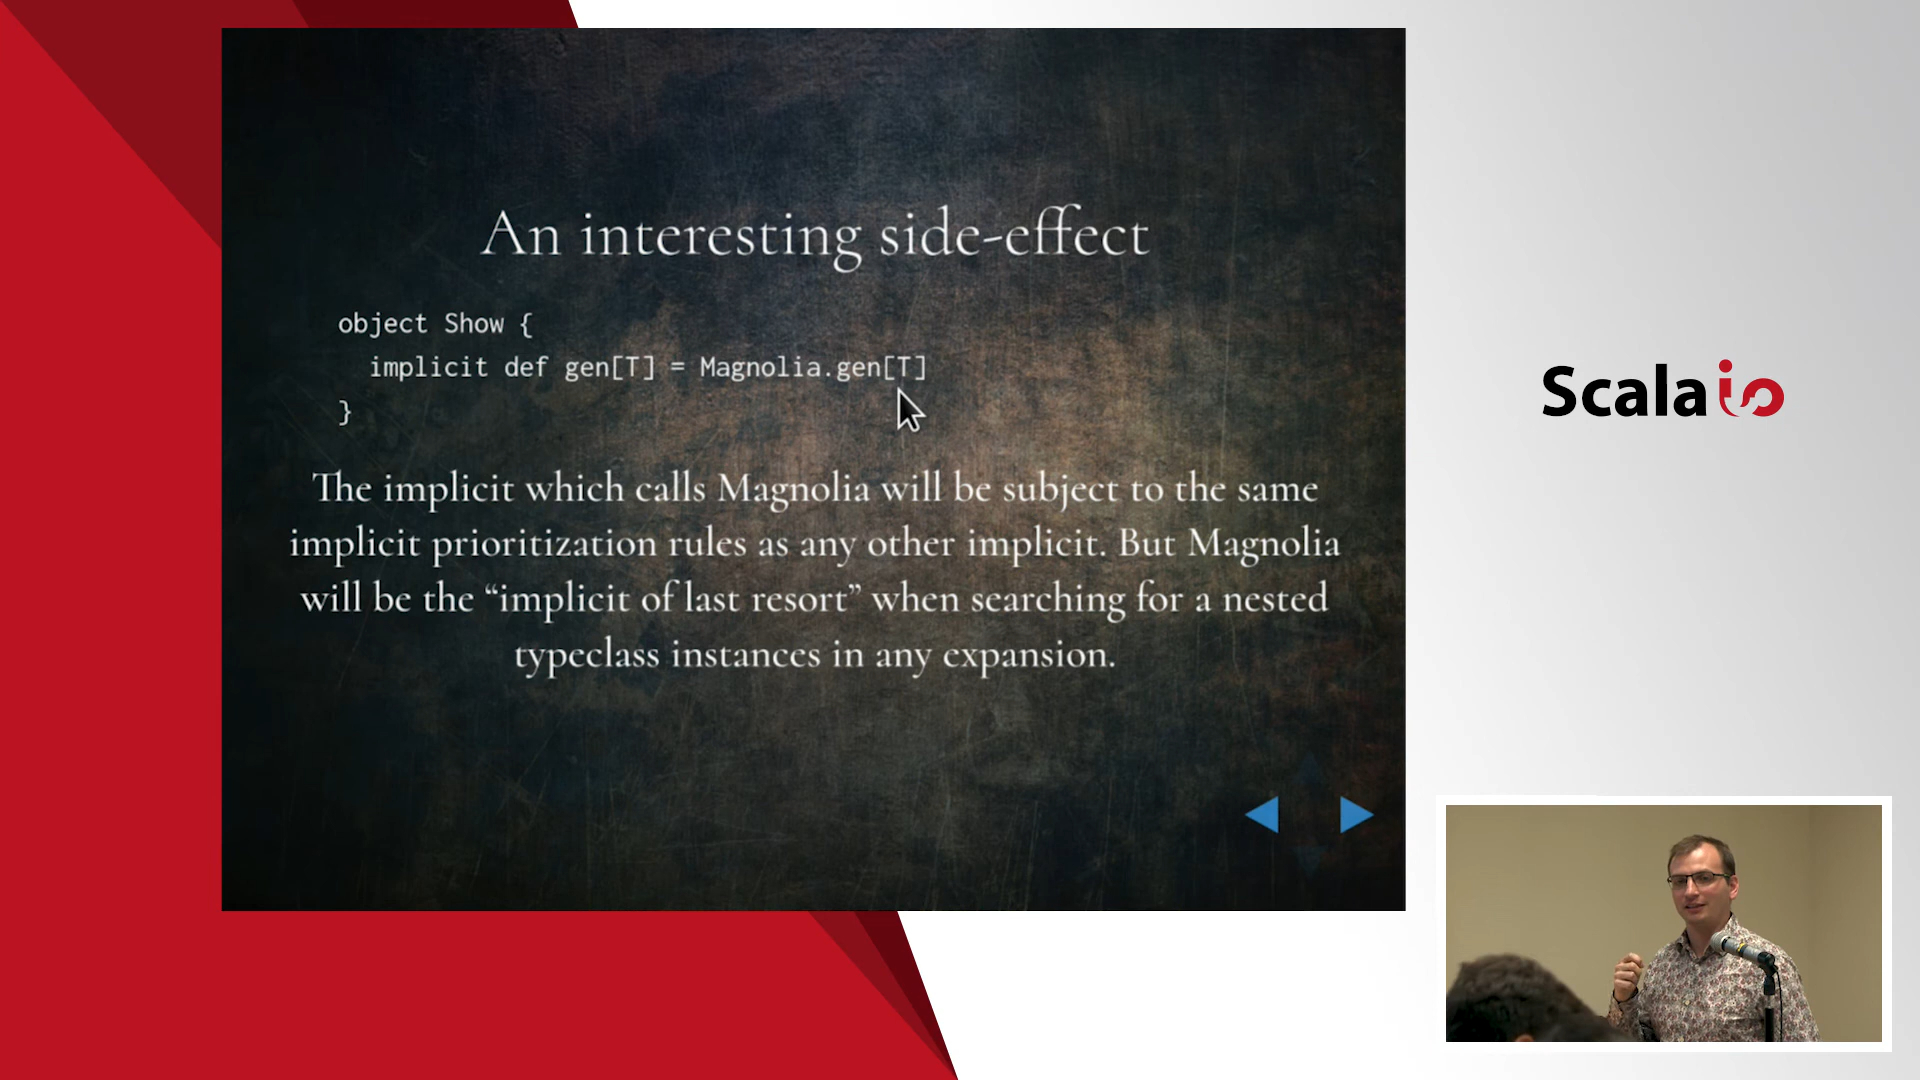 An interesting side-effect
object Show {
  implicit def gen[T] = Magnolia.gen[T]
}
The implicit which calls Magnolia will be subject to the same
implicit prioritization rules as any other implicit. But Magnolia
will be the “implicit of last resort” when searching for a nested
typeclass instances in any expansion.
Scala io